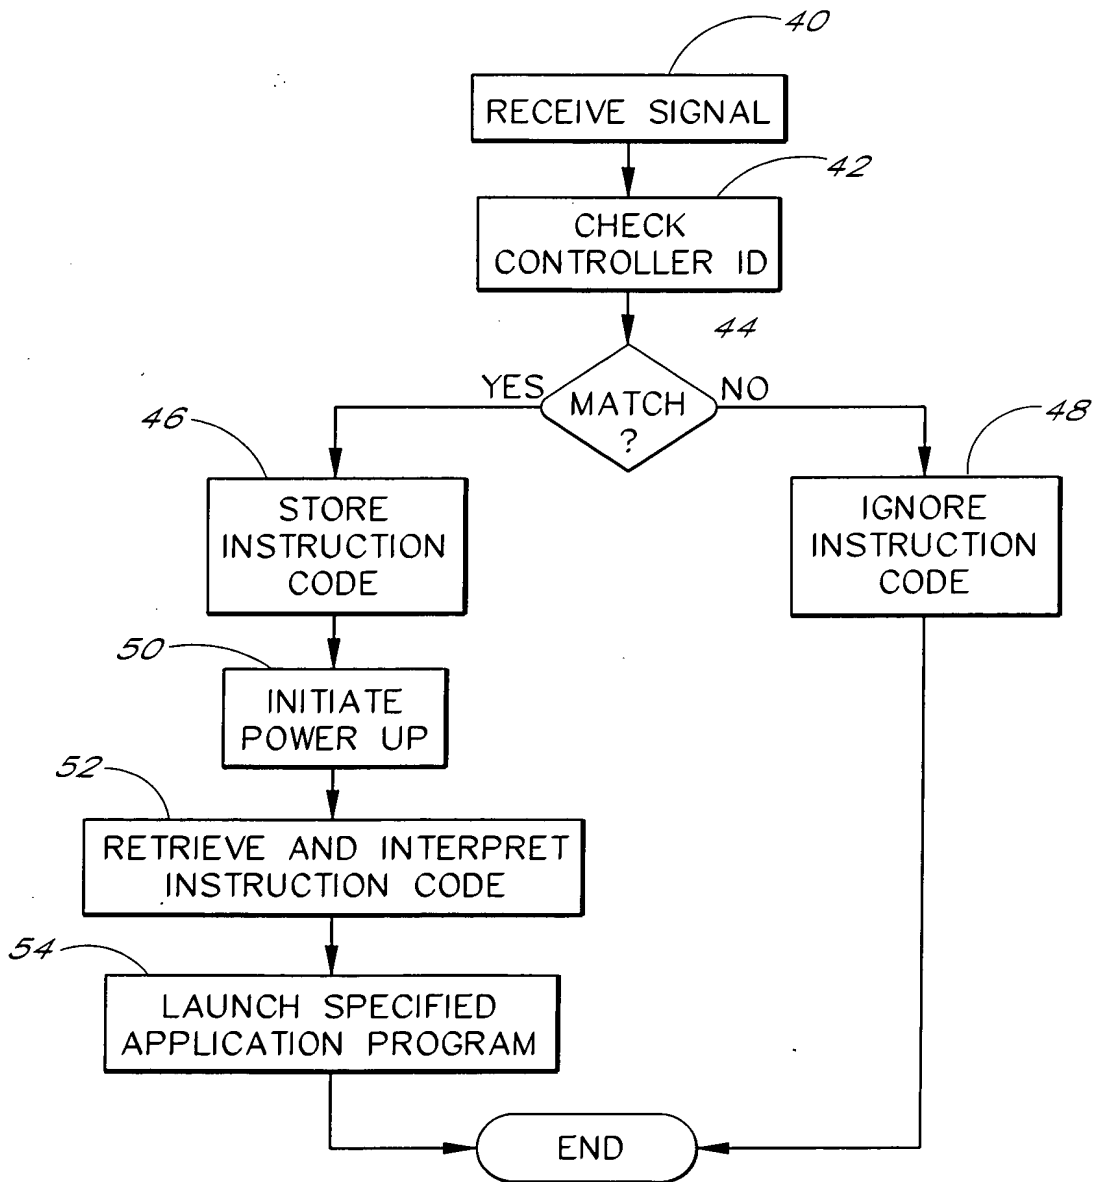 40
RECEIVE SIGNAL
42
CHECK
CONTROLLER ID
44
YES
MATCH
?
NO
46
STORE
INSTRUCTION
CODE
48
IGNORE
INSTRUCTION
CODE
50
INITIATE
POWER UP
52
RETRIEVE AND INTERPRET
INSTRUCTION CODE
54
LAUNCH SPECIFIED
APPLICATION PROGRAM
END